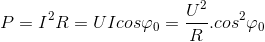 P = I²R = UIcosφ₀ = U²/R.cos²φ₀